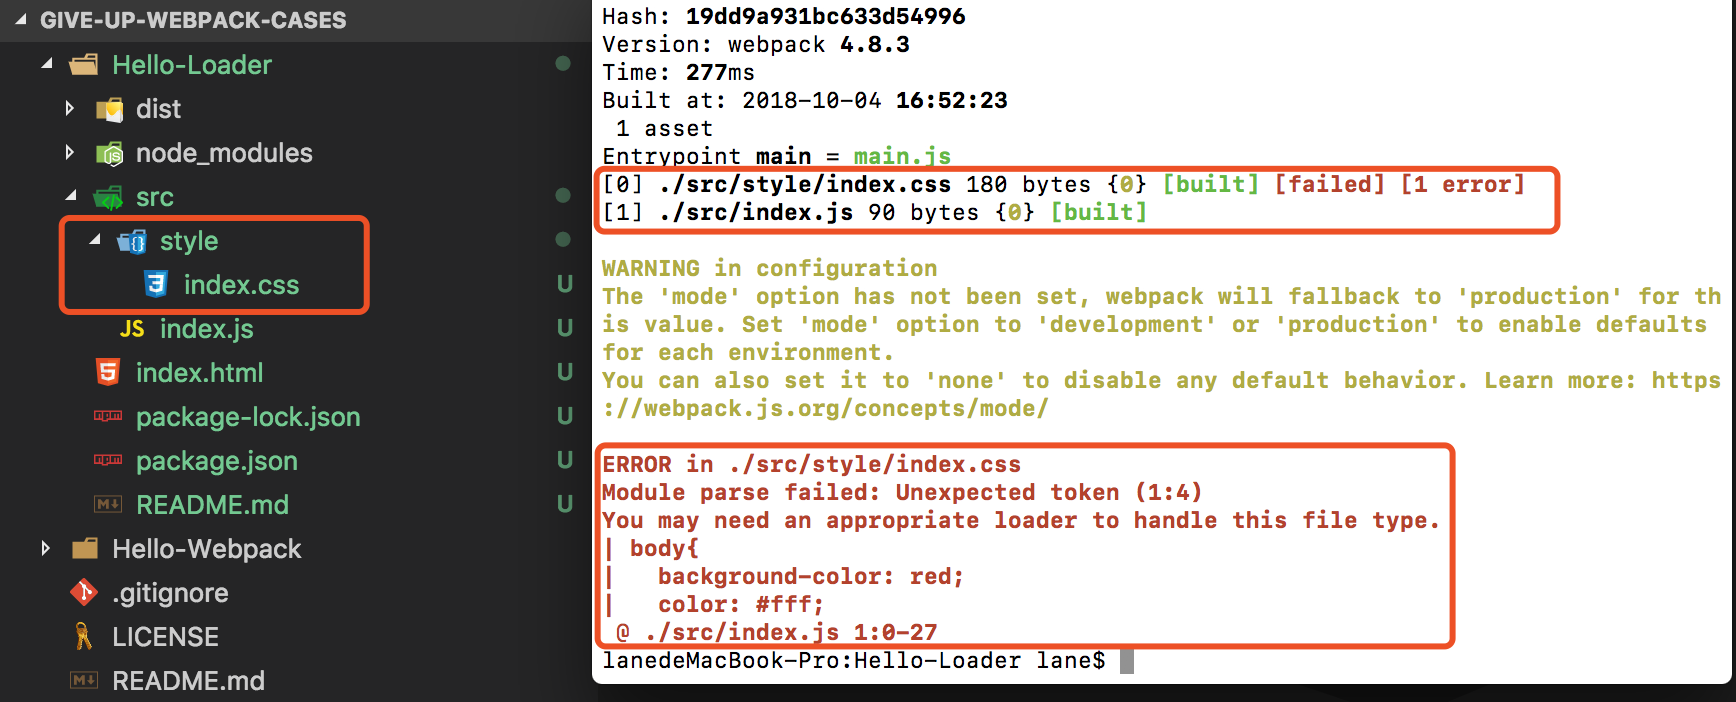 GIVE-UP-WEBPACK-CASES
Hello-Loader
dist
node_modules
src
style
index.css
U
JS index.js
U
index.html
U
package-lock.json
U
package.json
U
README.md
U
Hello-Webpack
.gitignore
LICENSE
README.md
Hash: 19dd9a931bc633d54996
Version: webpack 4.8.3
Time: 277ms
Built at: 2018-10-04 16:52:23
1 asset
Entrypoint main = main.js
[0] ./src/style/index.css 180 bytes {0} [built] [failed] [1 error]
[1] ./src/index.js 90 bytes {0} [built]
WARNING in configuration
The 'mode' option has not been set, webpack will fallback to 'production' for th
is value. Set 'mode' option to 'development' or 'production' to enable defaults
for each environment.
You can also set it to 'none' to disable any default behavior. Learn more: https
://webpack.js.org/concepts/mode/
ERROR in ./src/style/index.css
Module parse failed: Unexpected token (1:4)
You may need an appropriate loader to handle this file type.
| body{
|   background-color: red;
|   color: #fff;
@ ./src/index.js 1:0-27
lanedeMacBook-Pro:Hello-Loader lane$